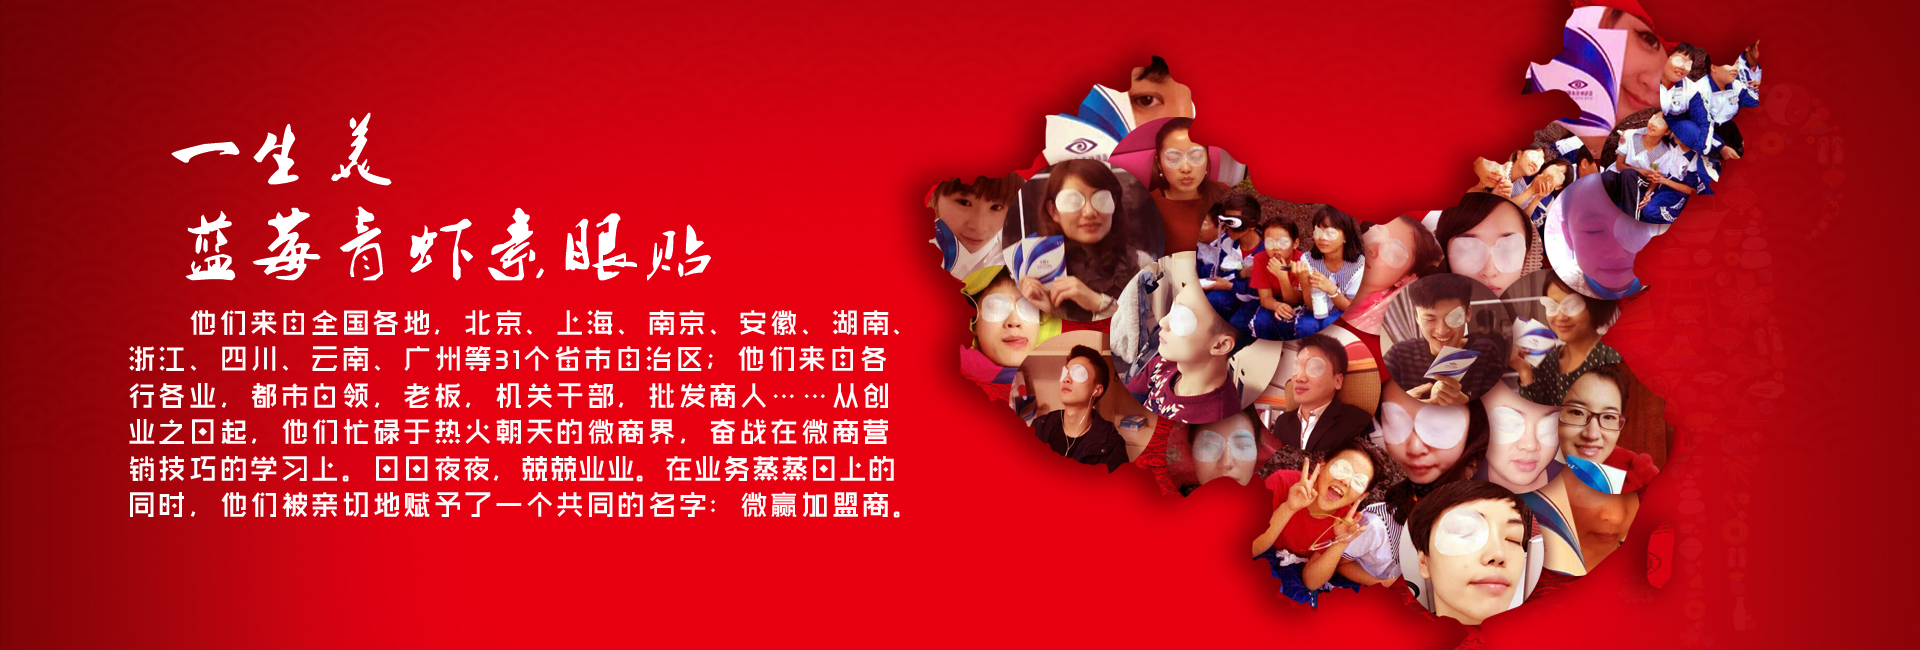 一生美
蓝莓青虾素眼贴
他们来自全国各地，北京、上海、南京、安徽、湖南、
浙江、四川、云南、广州等31个省市自治区；他们来自各
行各业，都市白领，老板，机关干部，批发商人……从创
业之日起，他们忙碌于热火朝天的微商界，奋战在微商营
销技巧的学习上。日日夜夜，兢兢业业。在业务蒸蒸日上的
同时，他们被亲切地赋予了一个共同的名字：微赢加盟商。